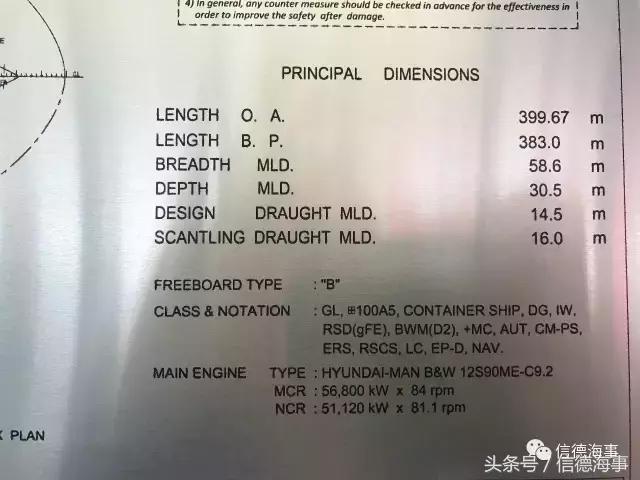 4) In general, any counter measure should be checked in advance for the effectiveness in
order to improve the safety after damage.
PRINCIPAL DIMENSIONS
LENGTH O. A. 399.67 m
LENGTH B. P. 383.0 m
BREADTH MLD. 58.6 m
DEPTH MLD. 30.5 m
DESIGN DRAUGHT MLD. 14.5 m
SCANTLING DRAUGHT MLD. 16.0 m
FREEBOARD TYPE : "B"
CLASS & NOTATION : GL, ⊞100A5, CONTAINER SHIP, DG, IW,
RSD(gFE), BWM(D2), +MC, AUT, CM-PS,
ERS, RSCS, LC, EP-D, NAV.
MAIN ENGINE TYPE : HYUNDAI-MAN B&W 12S90ME-C9.2
MCR : 56,800 kW x 84 rpm
NCR : 51,120 kW x 81.1 rpm
PLAN
信德海事
头条号 / 信德海事